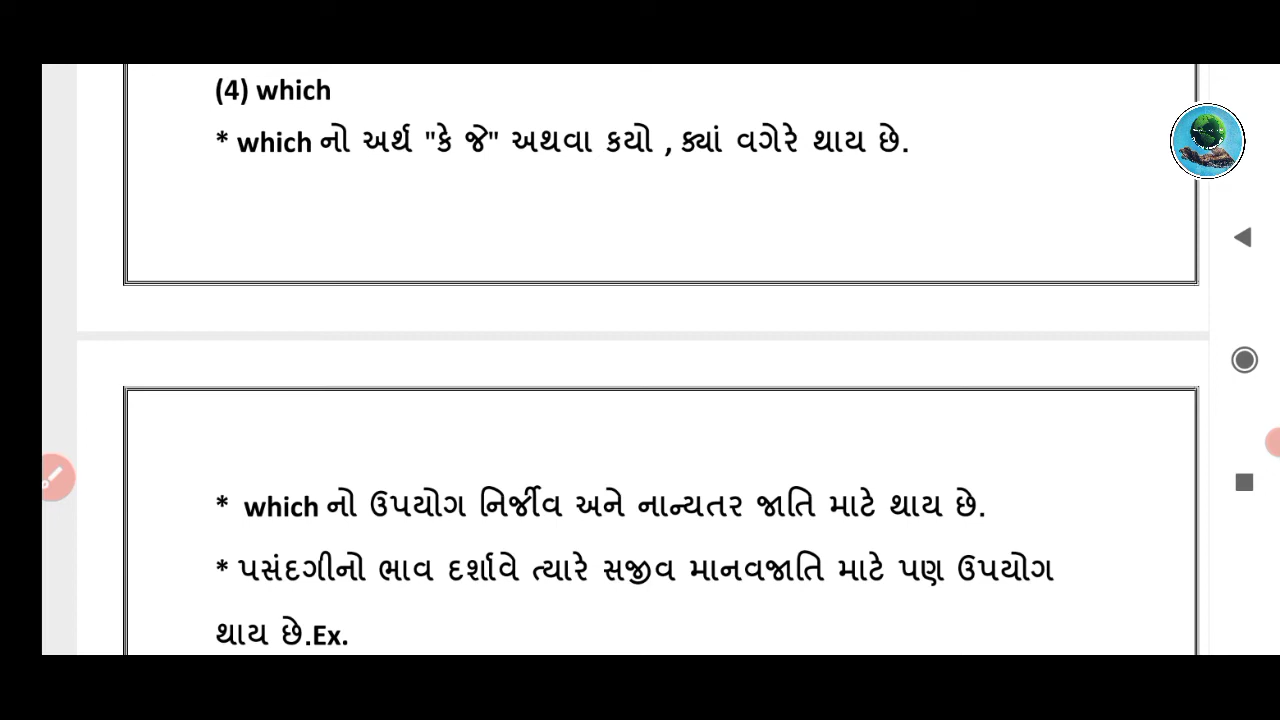 (4) which
* which નો અર્થ "કે જે" અથવા કયો , ક્યાં વગેરે થાય છે.
* which નો ઉપયોગ નિર્જીવ અને નાન્યતર જાતિ માટે થાય છે.
* પસંદગીનો ભાવ દર્શાવે ત્યારે સજીવ માનવજાતિ માટે પણ ઉપયોગ
થાય છે.Ex.